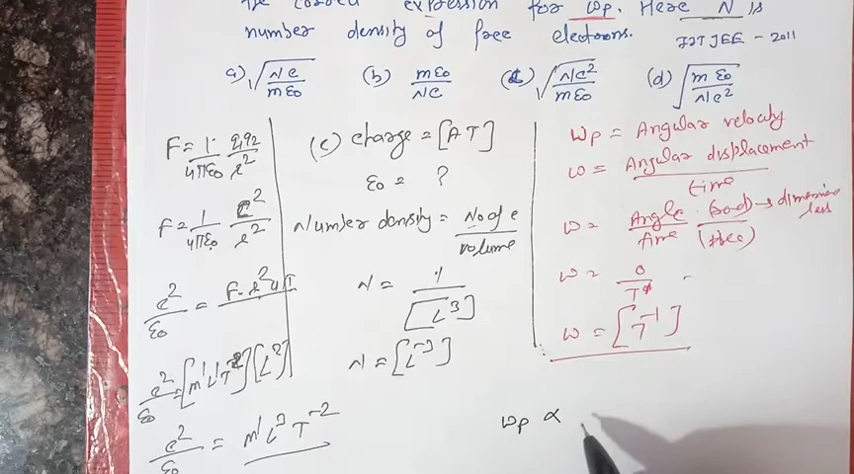 the correct expression for ωp. Here N is
number density of free electrons. IIT JEE - 2011
a) √(Ne/mε0) (b) mε0/Ne (c) √(Ne²/mε0) (d) √(mε0/Ne²)
F = 1/4πε0 q1q2/r²
F = 1/4πε0 e²/r²
e²/ε0 = F·r²4π
e²/ε0 = [M¹L¹T⁻²][L²]
e²/ε0 = M¹L³T⁻²
(c) charge = [AT]
ε0 = ?
Number density = No of e/volume
N = 1/[L³]
N = [L⁻³]
ωp = Angular velocity
ω = Angular displacement/time
ω = Angle/time (rad)/(sec) → dimension
less
ω = 0/T¹
ω = [T⁻¹]
ωp ∝